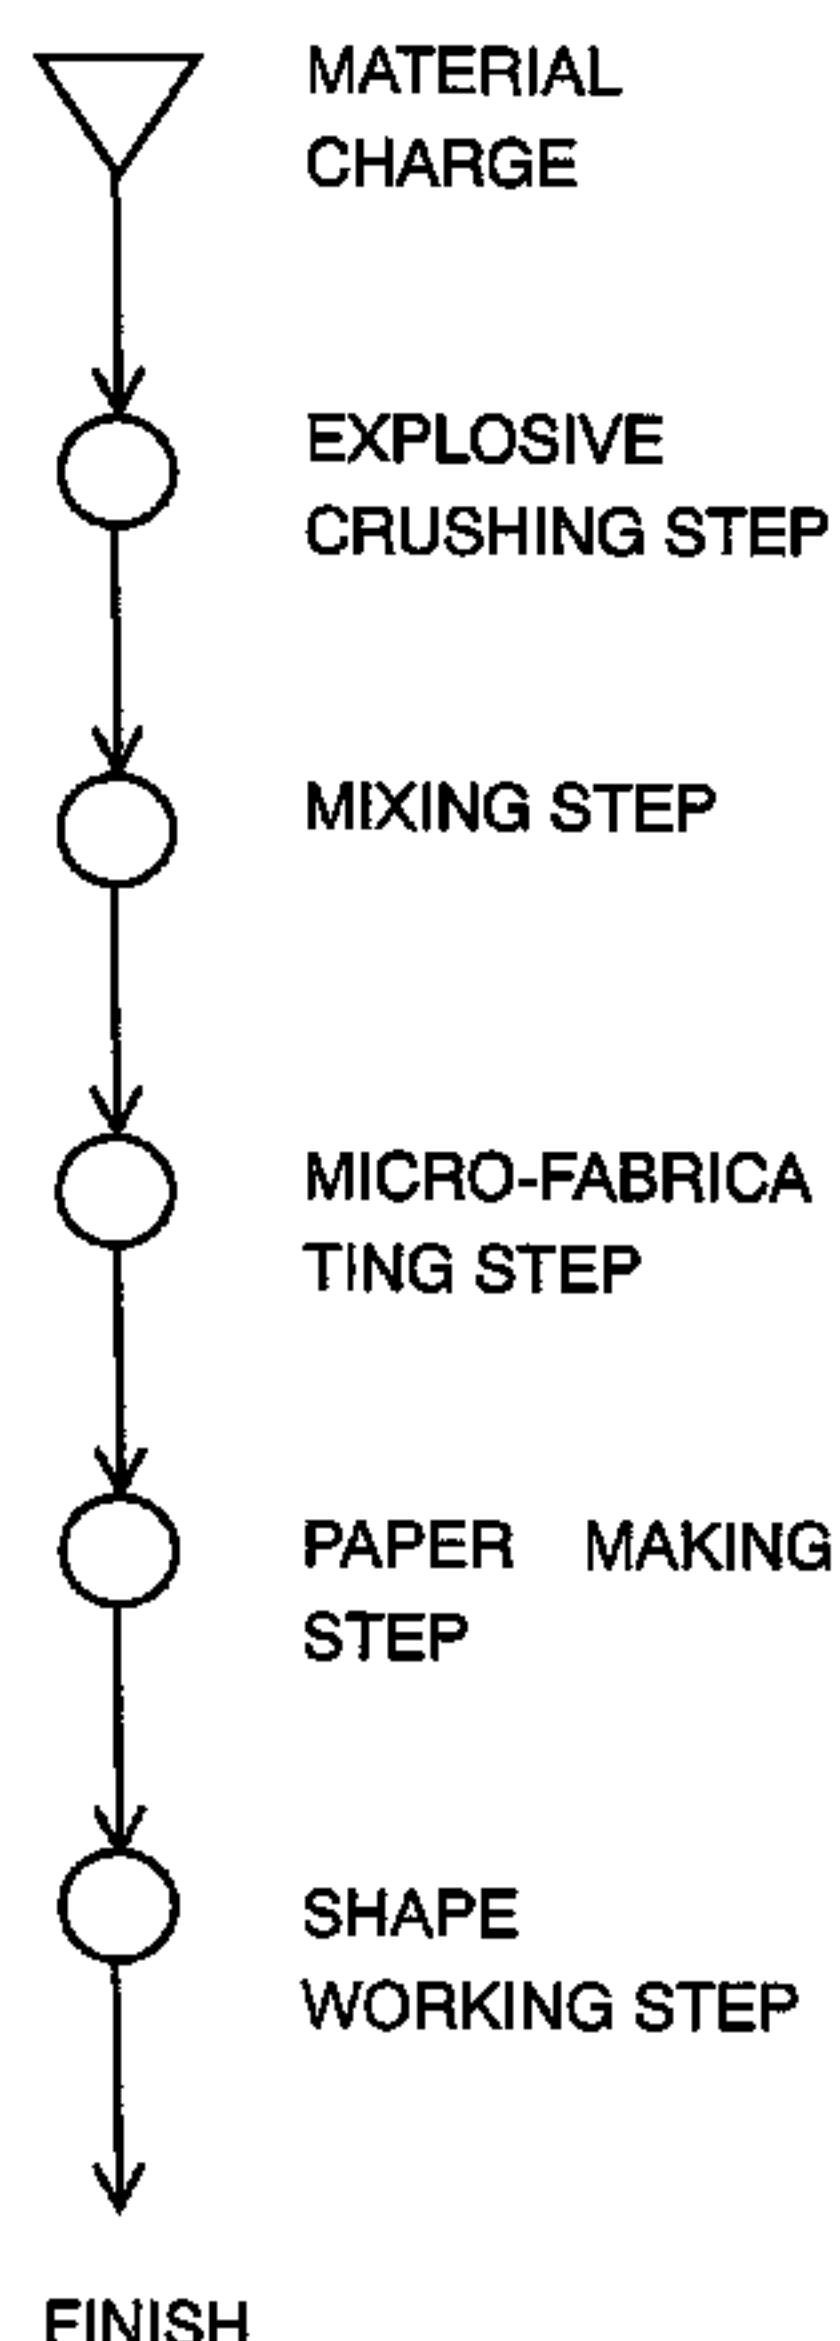 MATERIAL
CHARGE
EXPLOSIVE
CRUSHING STEP
MIXING STEP
MICRO-FABRICA
TING STEP
PAPER MAKING
STEP
SHAPE
WORKING STEP
FINISH